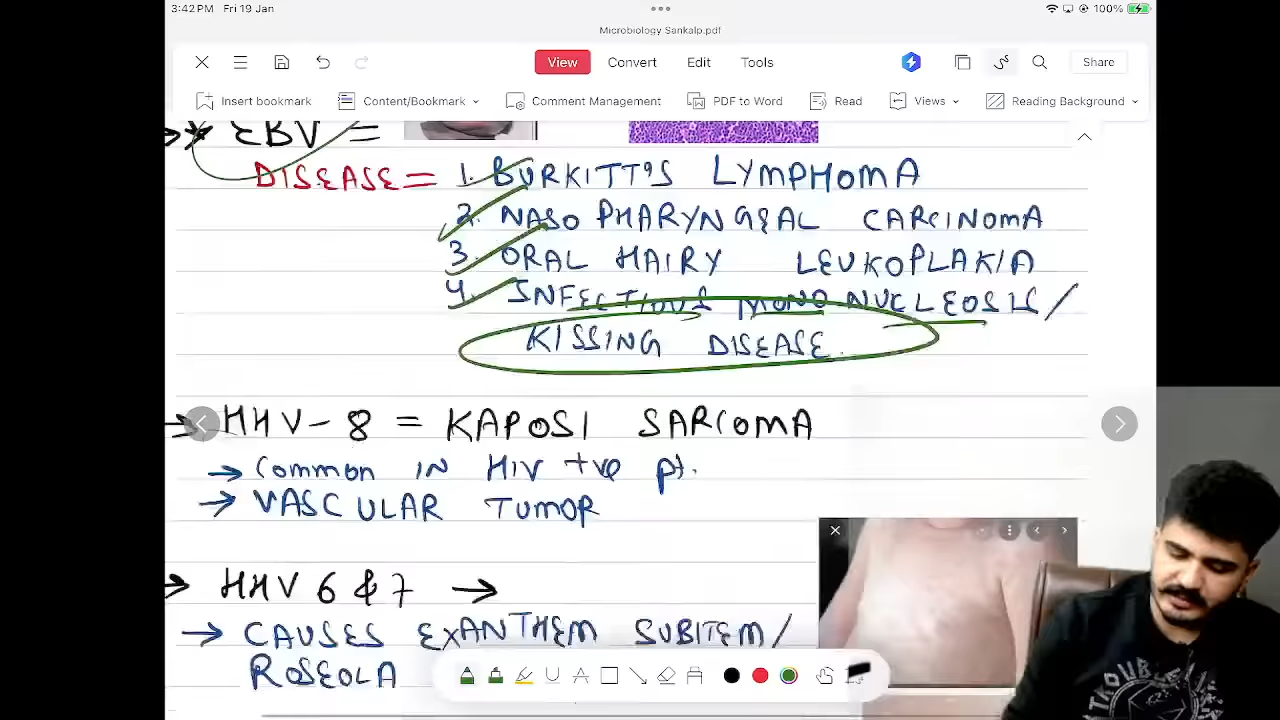 3:42 PM Fri 19 Jan
100%
Microbiology Sankalp.pdf
View Convert Edit Tools Share
Insert bookmark Content/Bookmark Comment Management PDF to Word Read Views Reading Background
→ EBV =
DISEASE = 1. BURKITT'S LYMPHOMA
2. NASO PHARYNGEAL CARCINOMA
3. ORAL HAIRY LEUKOPLAKIA
4. INFECTIOUS MONO NUCLEOSIS/
KISSING DISEASE.
→ HHV-8 = KAPOSI SARCOMA
→ COMMON IN HIV +ve pt.
→ VASCULAR TUMOR
→ HHV 6 & 7 →
→ CAUSES EXANTHEM SUBITEM/
ROSEOLA